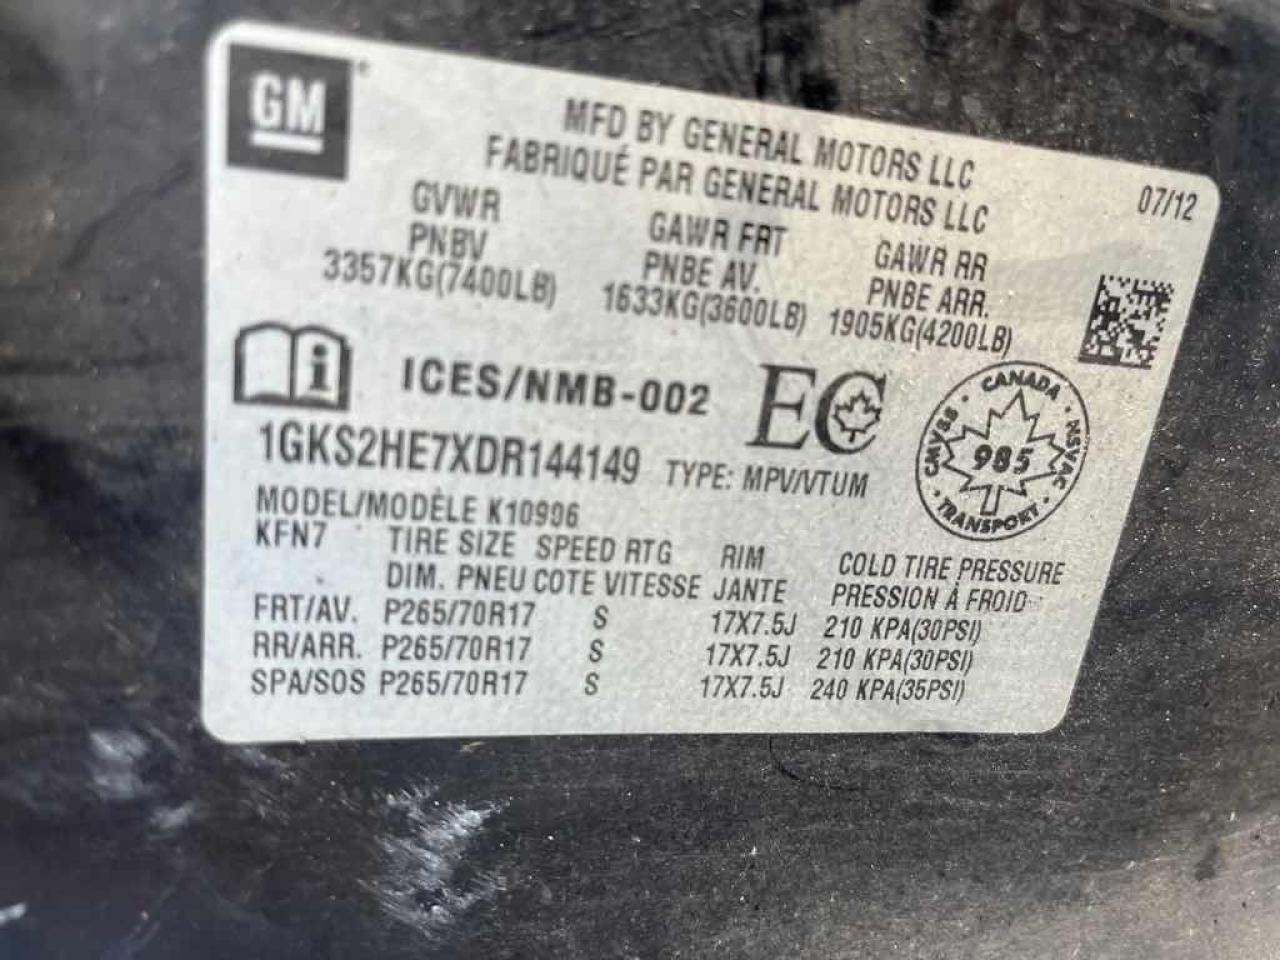 GM
MFD BY GENERAL MOTORS LLC
FABRIQUÉ PAR GENERAL MOTORS LLC
07/12
GVWR GAWR FRT GAWR RR
PNBV PNBE AV. PNBE ARR.
3357KG(7400LB) 1633KG(3600LB) 1905KG(4200LB)
i ICES/NMB-002 EC
CANADA · NSVAC · TRANSPORT · CMVSS ·
985
1GKS2HE7XDR144149 TYPE: MPV/VTUM
MODEL/MODÈLE K10906
KFN7 TIRE SIZE SPEED RTG RIM COLD TIRE PRESSURE
DIM. PNEU COTE VITESSE JANTE PRESSION À FROID
FRT/AV. P265/70R17 S 17X7.5J 210 KPA(30PSI)
RR/ARR. P265/70R17 S 17X7.5J 210 KPA(30PSI)
SPA/SOS P265/70R17 S 17X7.5J 240 KPA(35PSI)